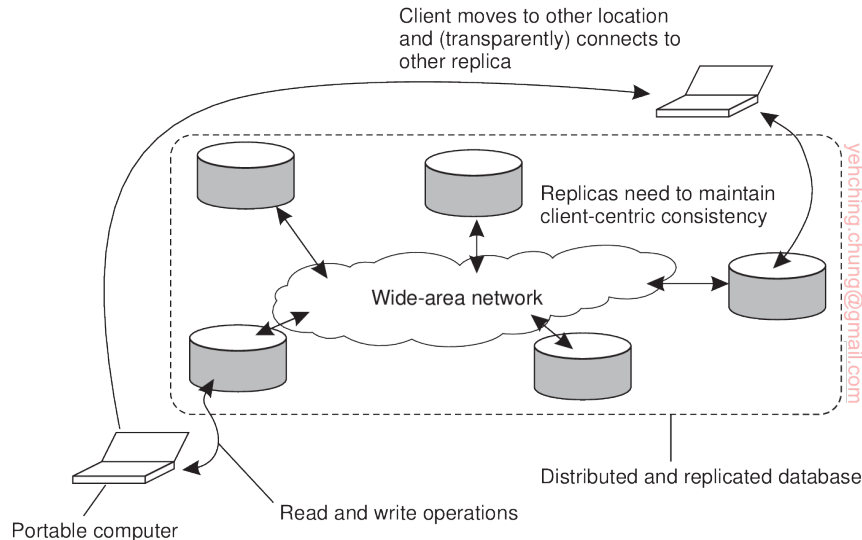 Client moves to other location
and (transparently) connects to
other replica
Replicas need to maintain
client-centric consistency
Wide-area network
Distributed and replicated database
Read and write operations
Portable computer
yehching.chung@gmail.com